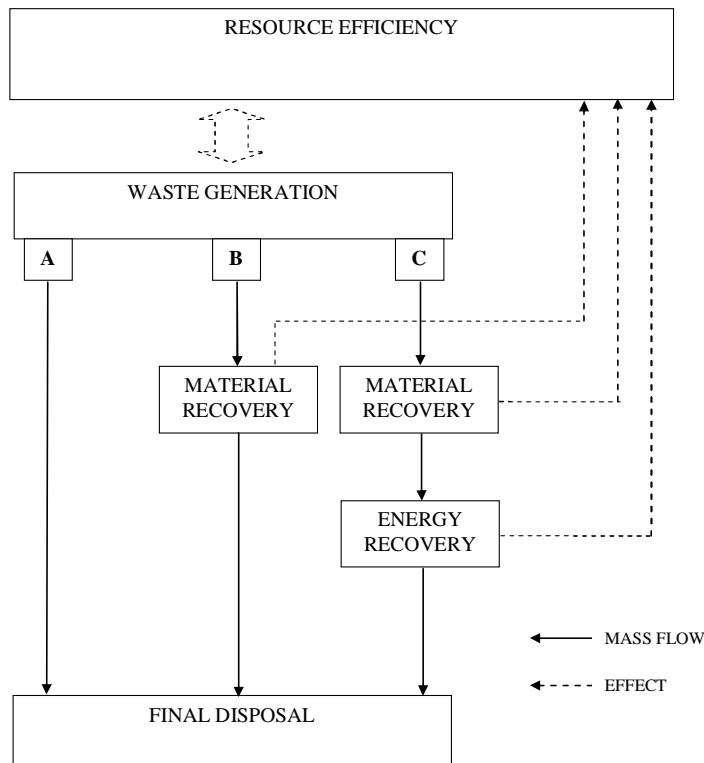 RESOURCE EFFICIENCY
WASTE GENERATION
A
B
C
MATERIAL
RECOVERY
MATERIAL
RECOVERY
ENERGY
RECOVERY
MASS FLOW
EFFECT
FINAL DISPOSAL